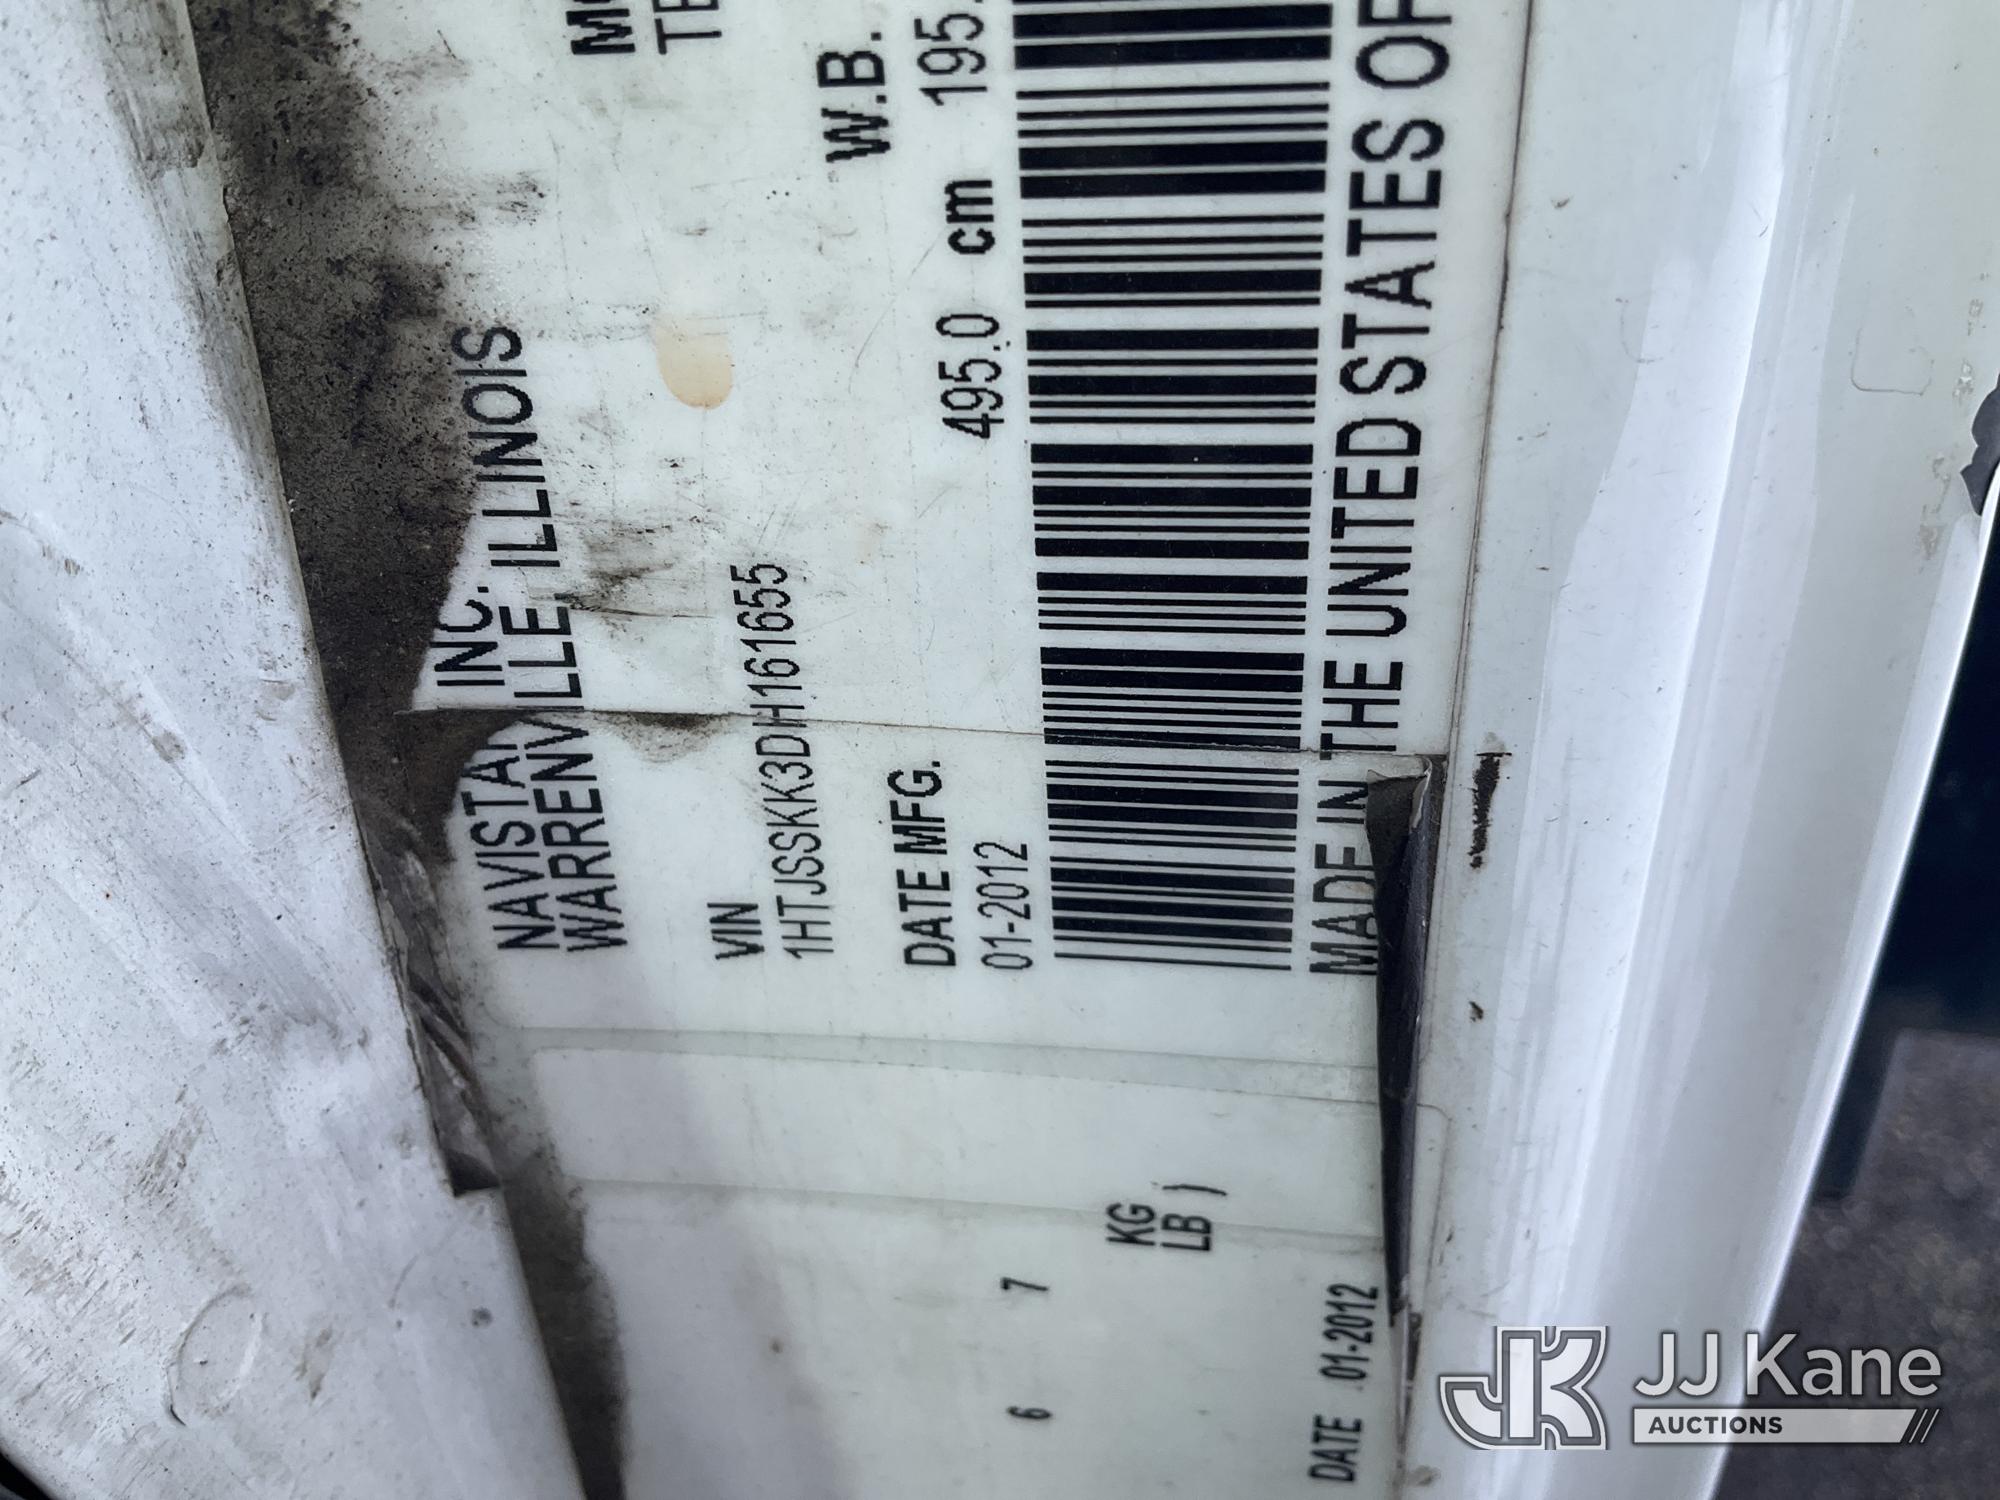 NAVISTAR, INC.
WARRENVILLE, ILLINOIS
VIN
1HTJSSKK3DH161655
W.B.
DATE MFG.
01-2012
495.0 cm 195.
MADE IN THE UNITED STATES OF
6 7
KG
LB )
DATE 01-2012
JJ Kane
AUCTIONS